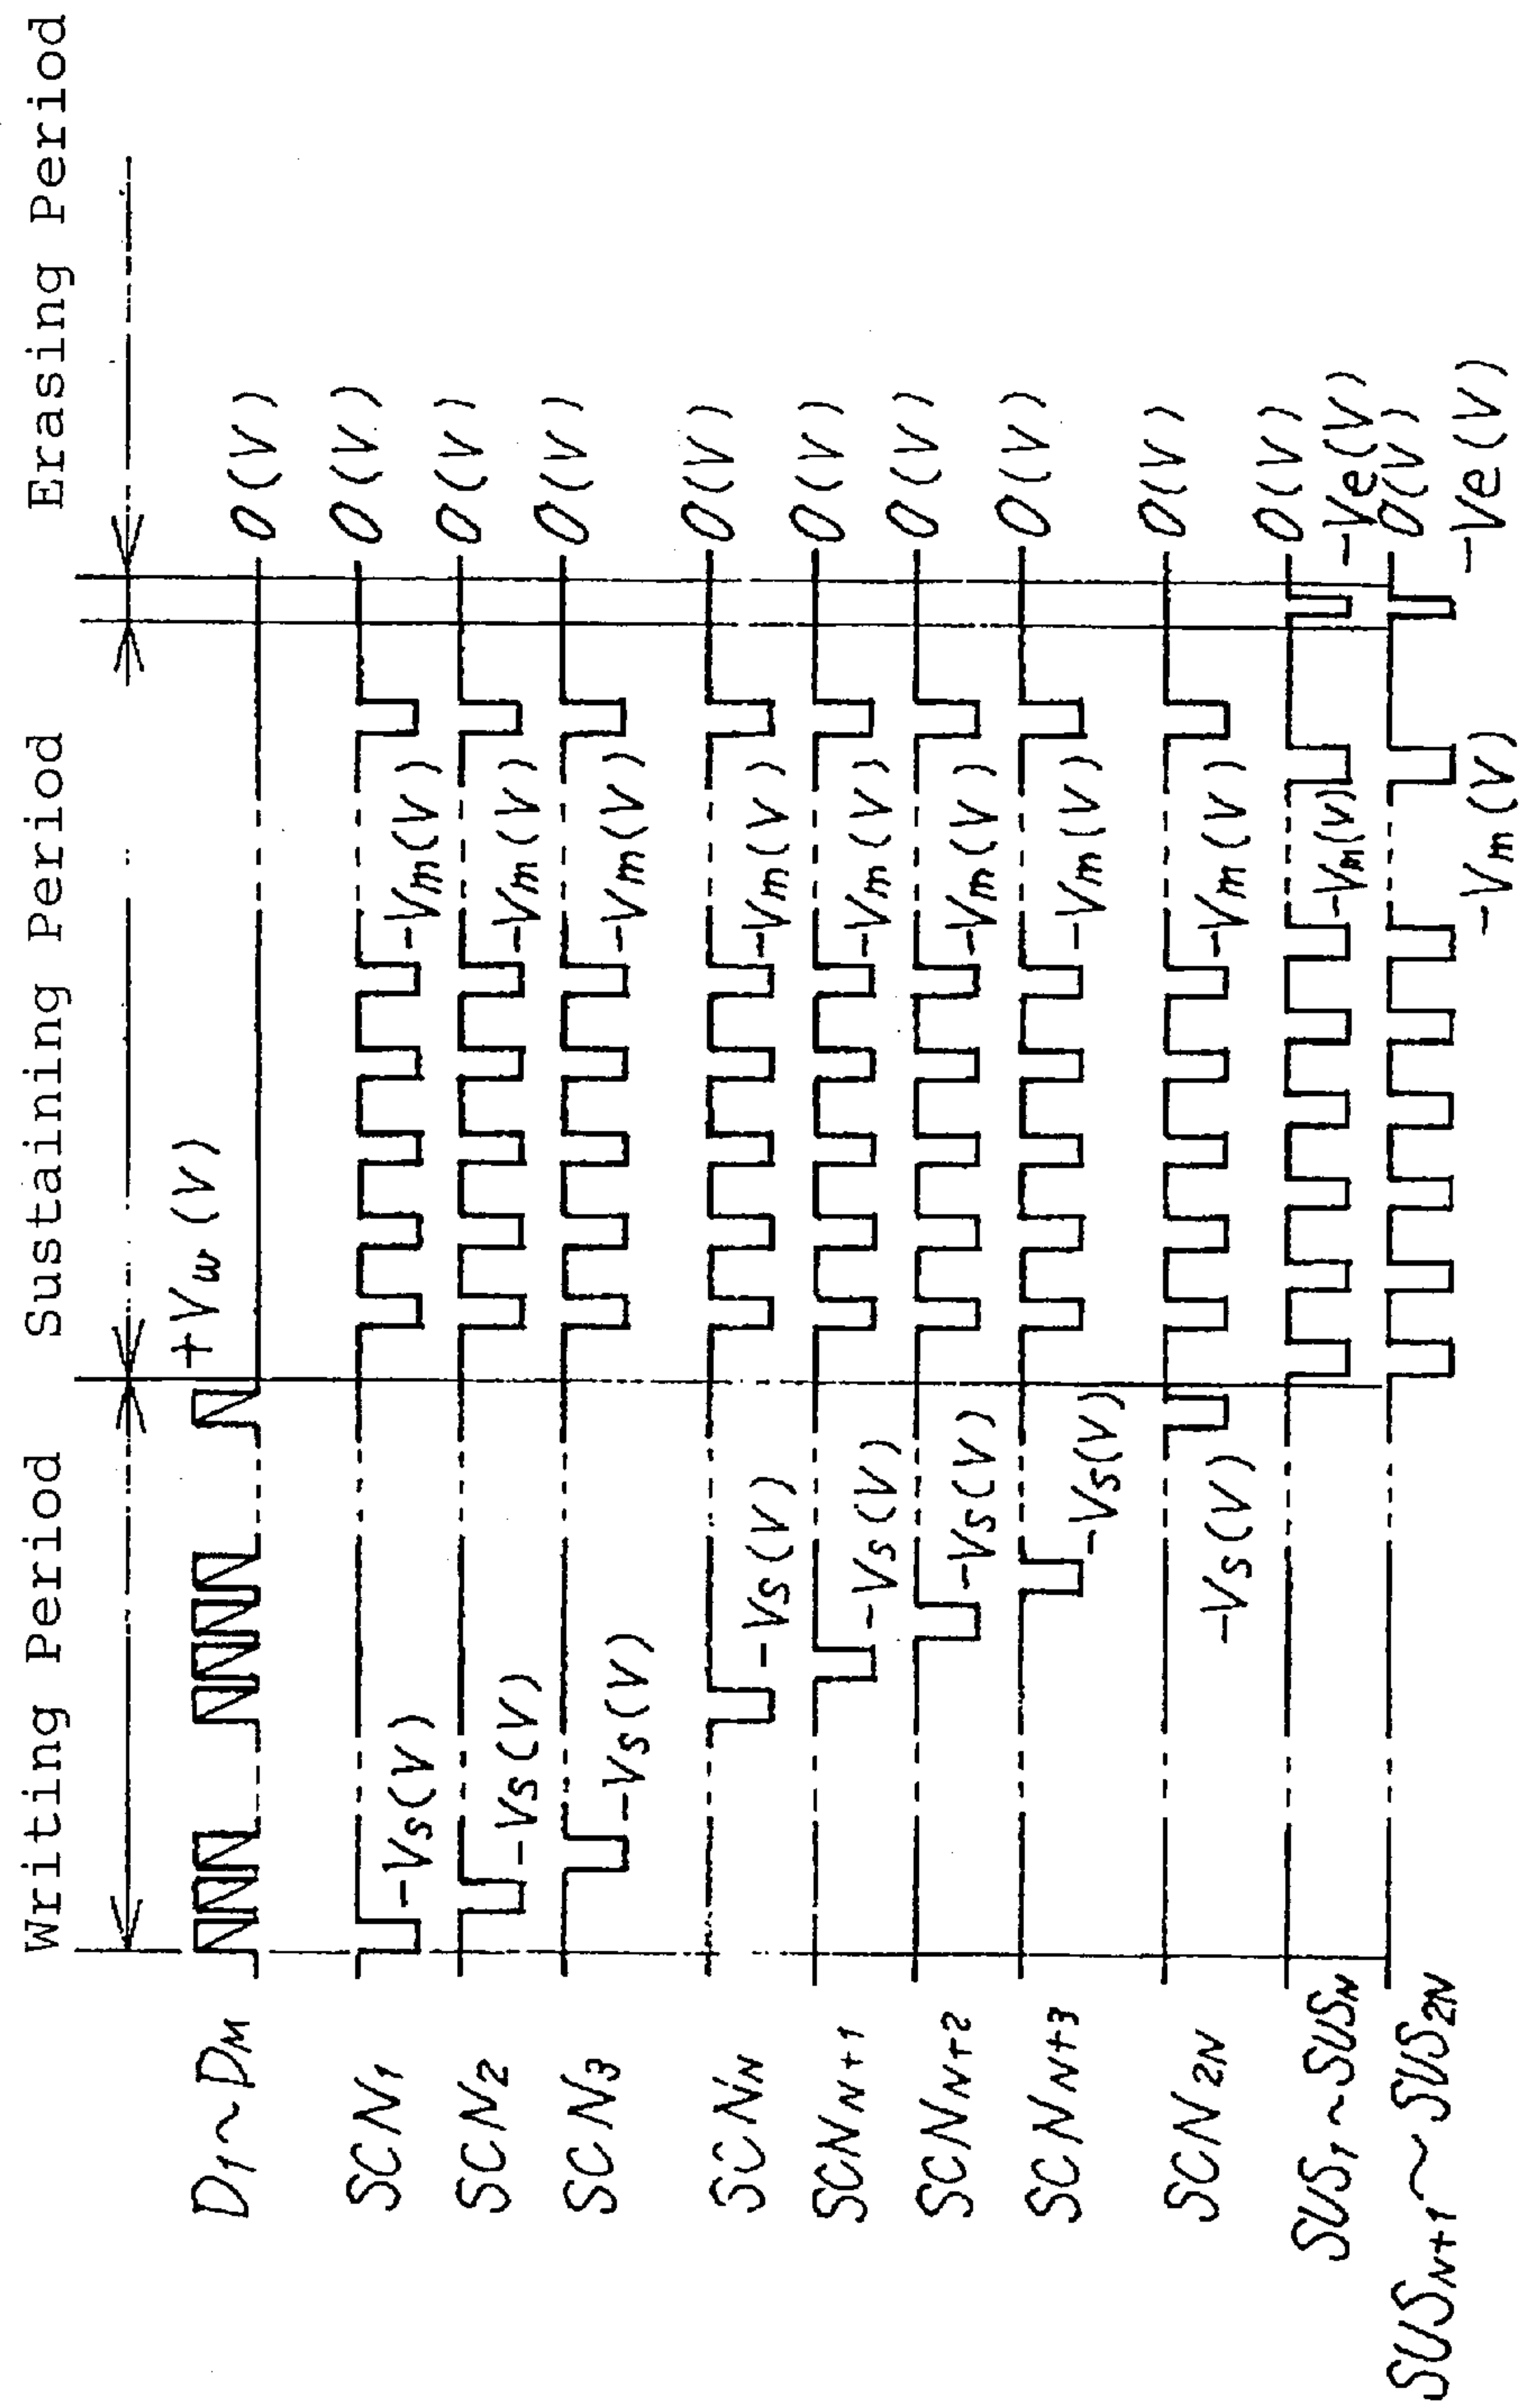 Writing Period Sustaining Period Erasing Period
D1~DM +Vw(V) 0(V)
SCN1 -Vs(V) -Vm(V) 0(V)
SCN2 -Vs(V) -Vm(V) 0(V)
SCN3 -Vs(V) -Vm(V) 0(V)
SCNN -Vs(V) -Vm(V) 0(V)
SCNN+1 -Vs(V) -Vm(V) 0(V)
SCNN+2 -Vs(V) -Vm(V) 0(V)
SCNN+3 -Vs(V) -Vm(V) 0(V)
SCN2N -Vs(V) -Vm(V) 0(V)
SUS1~SUSN -Vm(V) 0(V)
-Ve(V)
SUSN+1~SUS2N -Vm(V) 0(V)
-Ve(V)